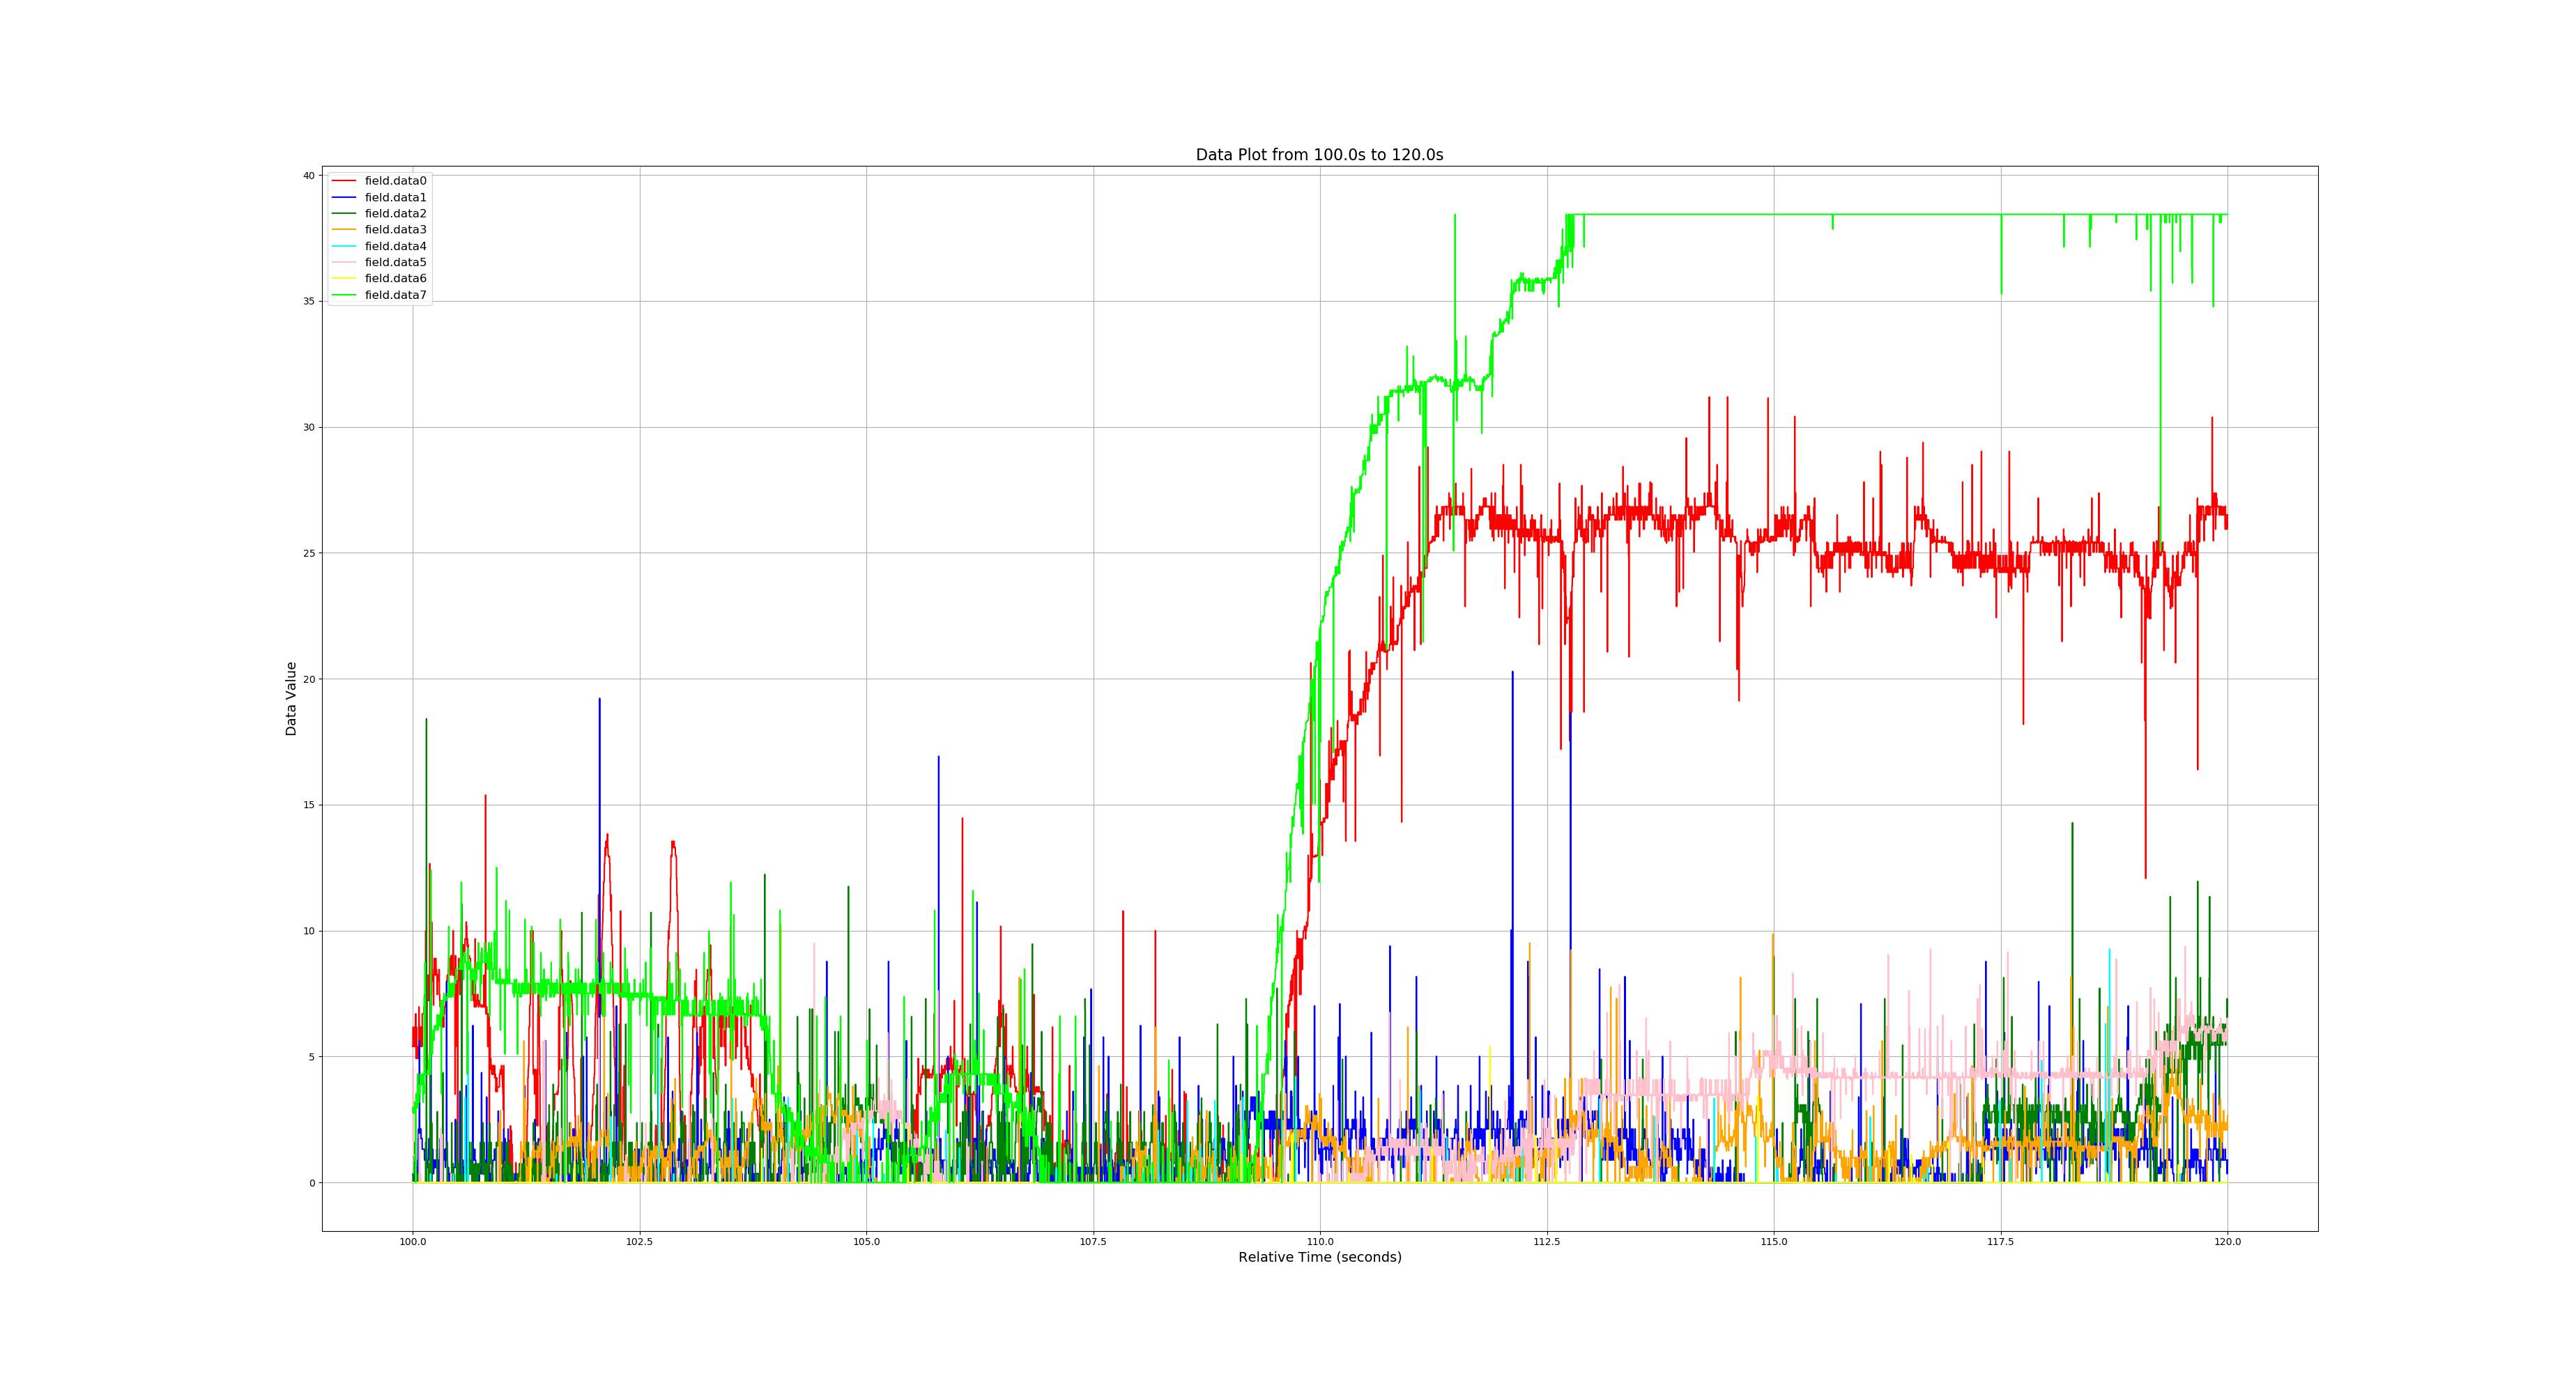 Data Plot from 100.0s to 120.0s
field.data0
field.data1
field.data2
field.data3
field.data4
field.data5
field.data6
field.data7
40
35
30
25
20
15
10
5
0
Data Value
100.0 102.5 105.0 107.5 110.0 112.5 115.0 117.5 120.0
Relative Time (seconds)